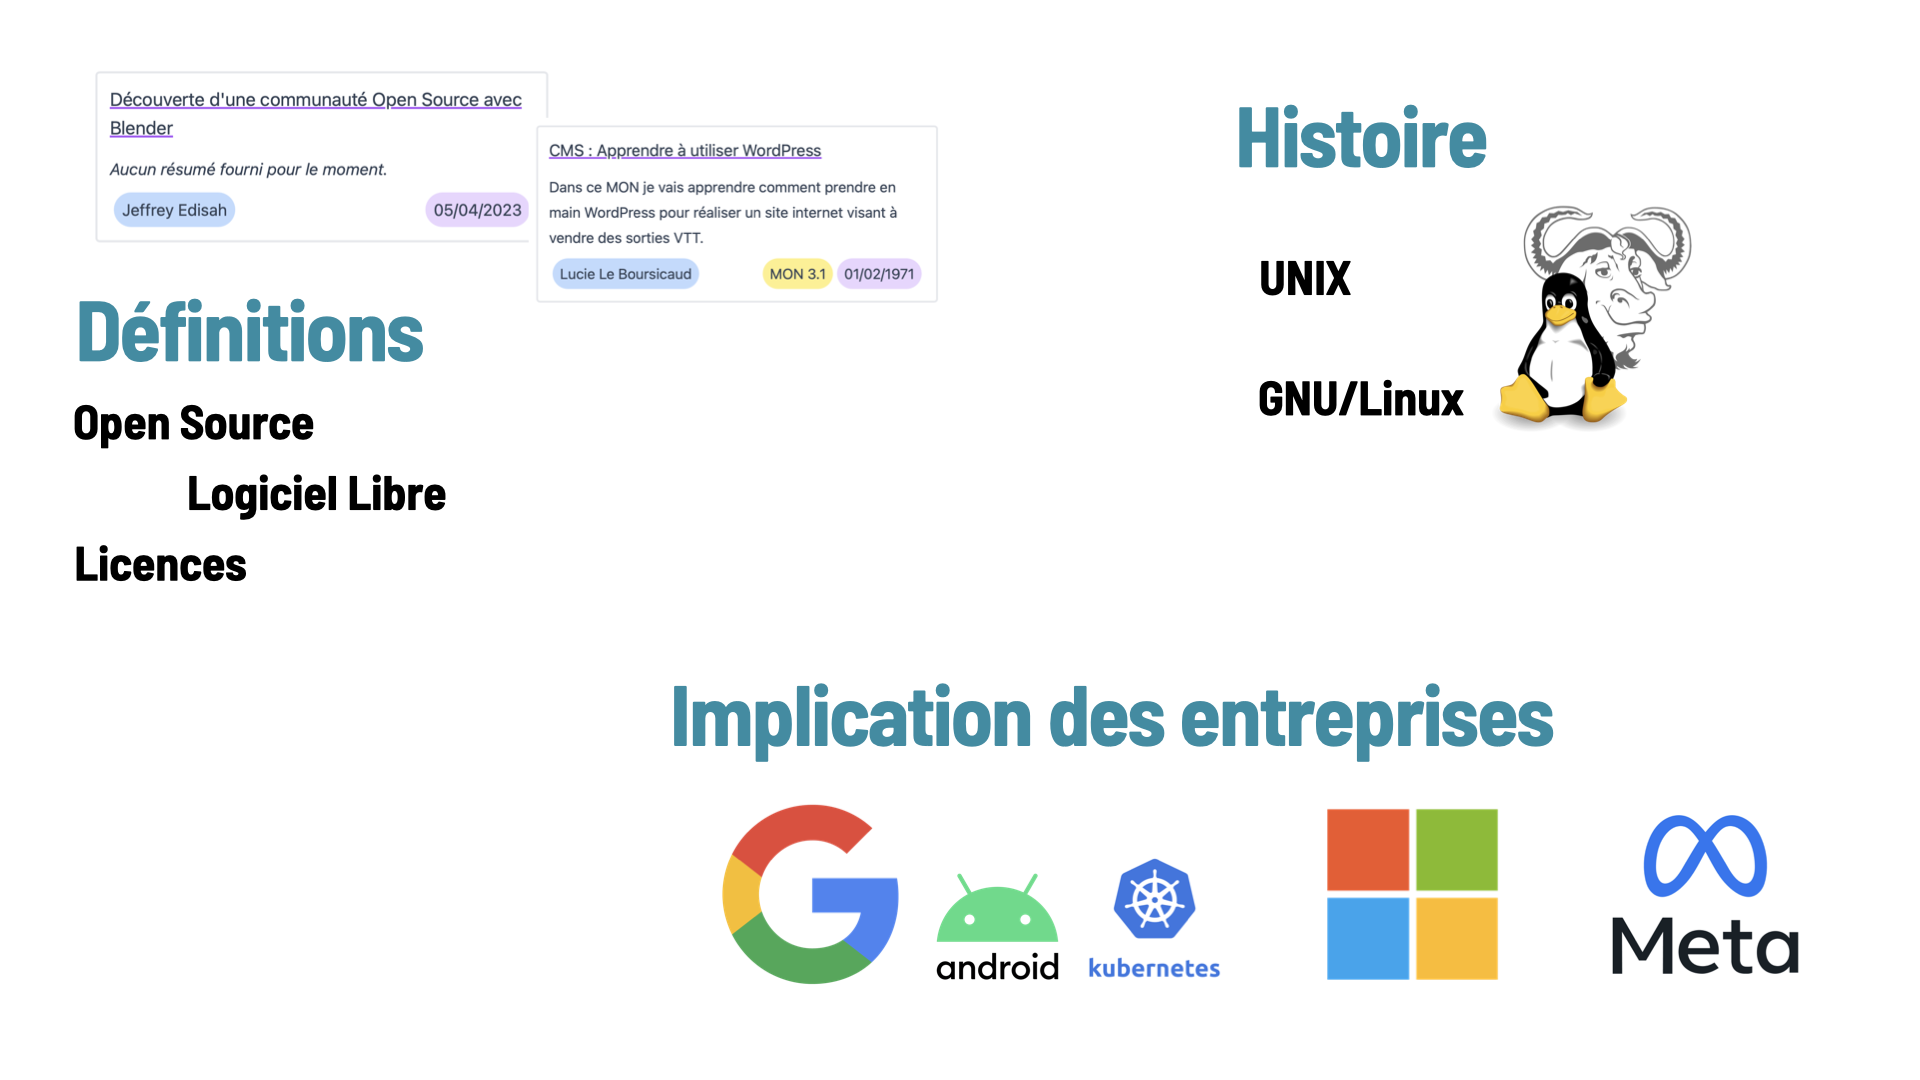 Découverte d'une communauté Open Source avec
Blender
Aucun résumé fourni pour le moment.
Jeffrey Edisah
05/04/2023
CMS : Apprendre à utiliser WordPress
Dans ce MON je vais apprendre comment prendre en
main WordPress pour réaliser un site internet visant à
vendre des sorties VTT.
Lucie Le Boursicaud
MON 3.1
01/02/1971
Définitions
Open Source
Logiciel Libre
Licences
Histoire
UNIX
GNU/Linux
Implication des entreprises
android
kubernetes
Meta